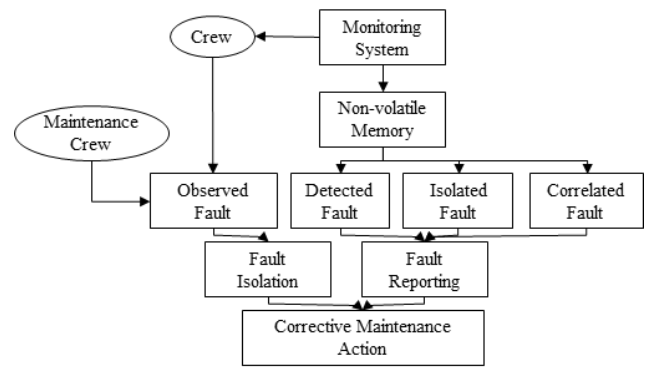 Crew
Monitoring
System
Non-volatile
Memory
Maintenance
Crew
Observed
Fault
Detected
Fault
Isolated
Fault
Correlated
Fault
Fault
Isolation
Fault
Reporting
Corrective Maintenance
Action